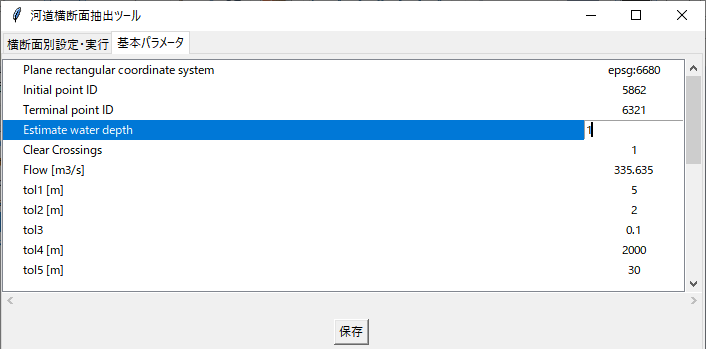 河道横断面抽出ツール
横断面別設定・実行 基本パラメータ
Plane rectangular coordinate system epsg:6680
Initial point ID 5862
Terminal point ID 6321
Estimate water depth 1
Clear Crossings 1
Flow [m3/s] 335.635
tol1 [m] 5
tol2 [m] 2
tol3 0.1
tol4 [m] 2000
tol5 [m] 30
保存